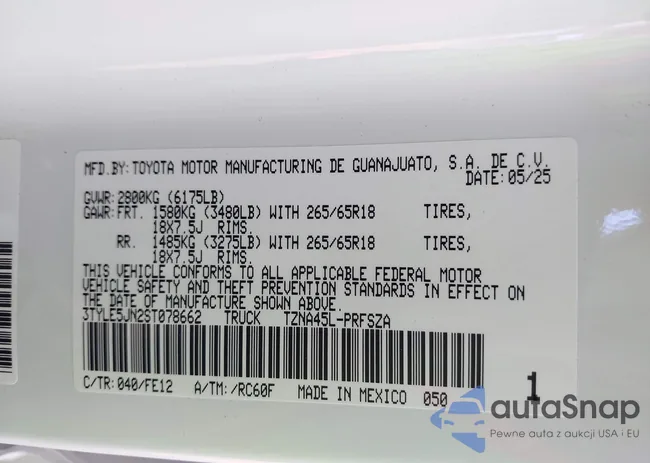 MFD.BY:TOYOTA MOTOR MANUFACTURING DE GUANAJUATO, S.A. DE C.V.
DATE:05/25
GVWR:2800KG (6175LB)
GAWR:FRT. 1580KG (3480LB) WITH 265/65R18 TIRES,
18X7.5J RIMS.
RR. 1485KG (3275LB) WITH 265/65R18 TIRES,
18X7.5J RIMS.
THIS VEHICLE CONFORMS TO ALL APPLICABLE FEDERAL MOTOR
VEHICLE SAFETY AND THEFT PREVENTION STANDARDS IN EFFECT ON
THE DATE OF MANUFACTURE SHOWN ABOVE.
3TYLE5JN2ST078662 TRUCK TZNA45L-PRFSZA
C/TR:040/FE12 A/TM:/RC60F MADE IN MEXICO 050 1
autaSnap
Pewne auta z aukcji USA i EU